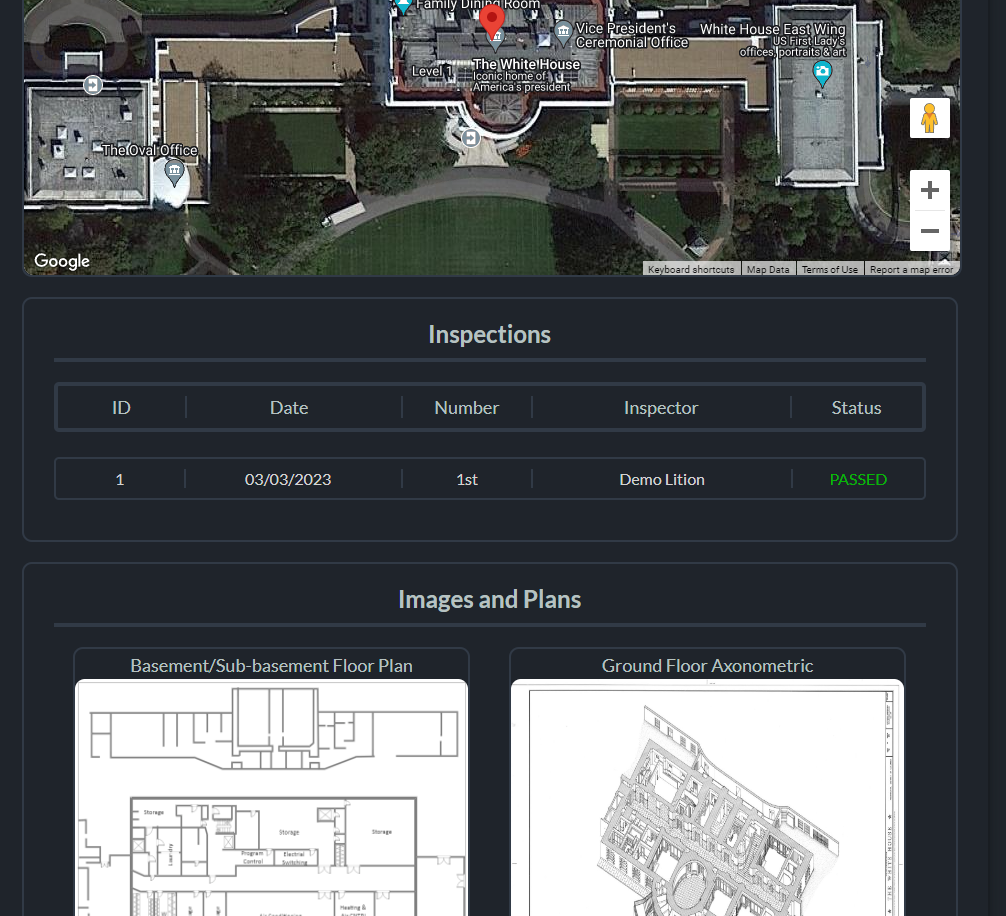 Family Dining Room
Vice President's
Ceremonial Office
White House East Wing
US First Lady's
offices, portraits & art
The White House
Iconic home of
America's president
Level 1
The Oval Office
Google
Keyboard shortcuts
Map Data
Terms of Use
Report a map error
Inspections
ID Date Number Inspector Status
1 03/03/2023 1st Demo Lition PASSED
Images and Plans
Basement/Sub-basement Floor Plan
Storage
Storage
Storage
Laundry
Program
Control
Electrical
Switching
Heating &
Air Conditioning
Ground Floor Axonometric
THE WHITE HOUSE